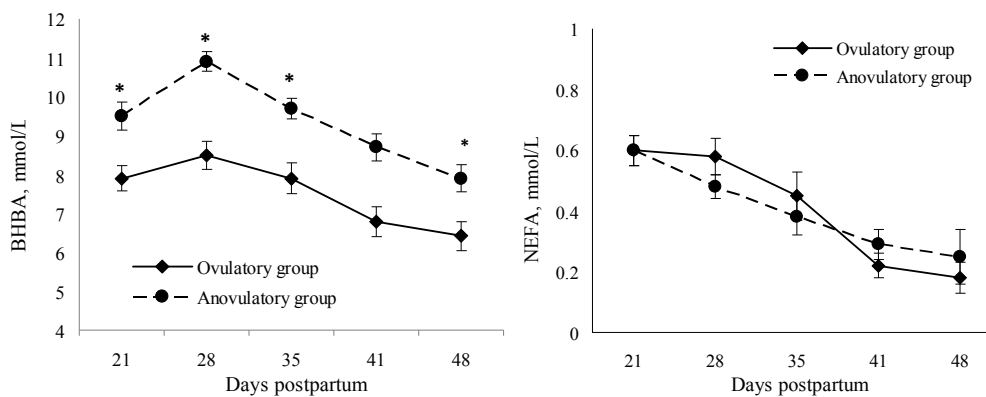 12
11
10
9
8
7
6
5
4
BHBA, mmol/L
*
*
*
*
Ovulatory group
Anovulatory group
21 28 35 41 48
Days postpartum
1
0.8
0.6
0.4
0.2
0
NEFA, mmol/L
Ovulatory group
Anovulatory group
21 28 35 41 48
Days postpartum